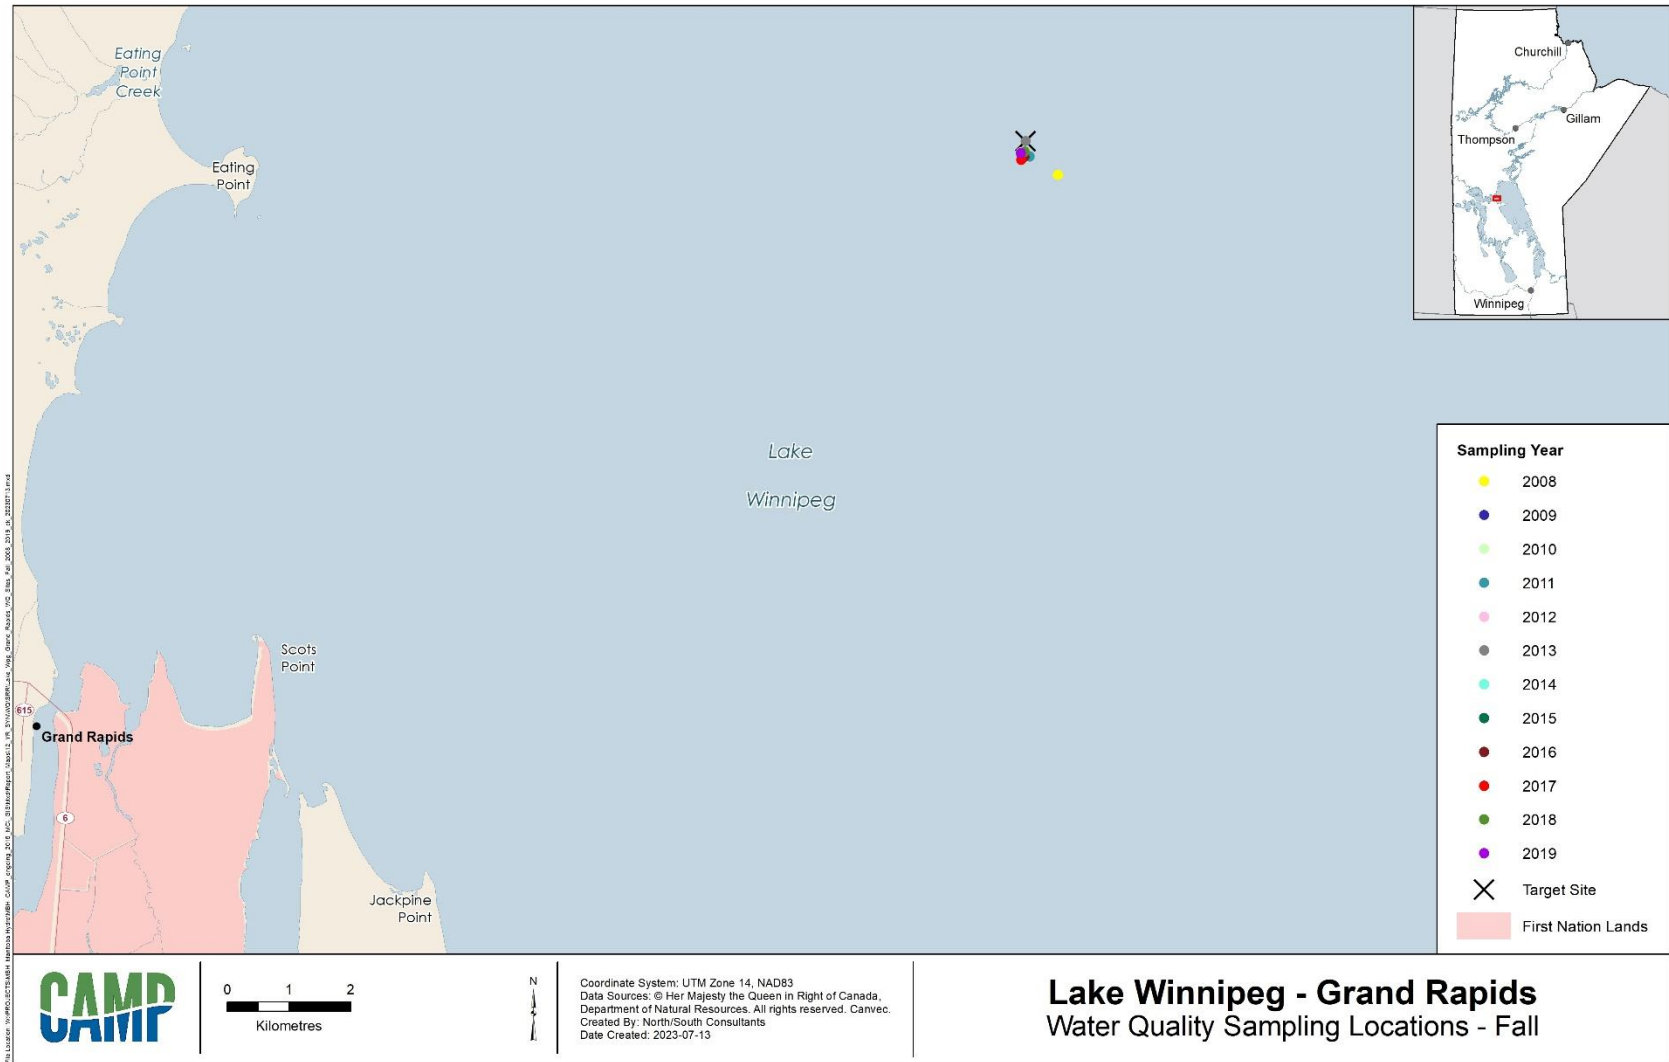 Eating
Point
Creek
Eating
Point
Lake
Winnipeg
Scots
Point
615
Grand Rapids
6
Jackpine
Point
Churchill
Gillam
Thompson
Winnipeg
Sampling Year
2008
2009
2010
2011
2012
2013
2014
2015
2016
2017
2018
2019
Target Site
First Nation Lands
CAMP
CAMP
0 1 2
Kilometres
N
Coordinate System: UTM Zone 14, NAD83
Data Sources: © Her Majesty the Queen in Right of Canada,
Department of Natural Resources. All rights reserved. Canvec.
Created By: North/South Consultants
Date Created: 2023-07-13
Lake Winnipeg - Grand Rapids
Water Quality Sampling Locations - Fall